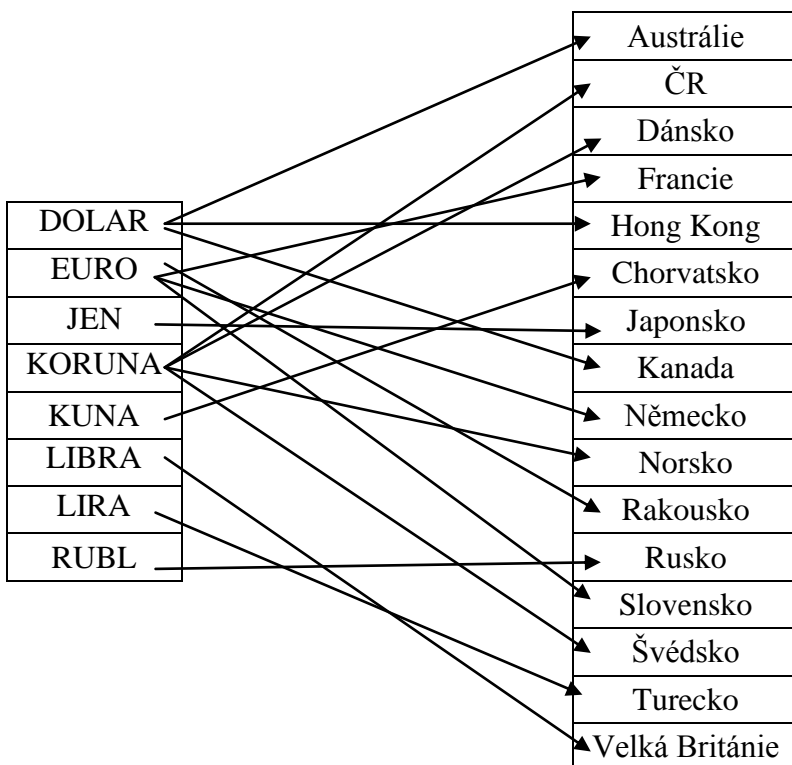 DOLAR
EURO
JEN
KORUNA
KUNA
LIBRA
LIRA
RUBL
Austrálie
ČR
Dánsko
Francie
Hong Kong
Chorvatsko
Japonsko
Kanada
Německo
Norsko
Rakousko
Rusko
Slovensko
Švédsko
Turecko
Velká Británie